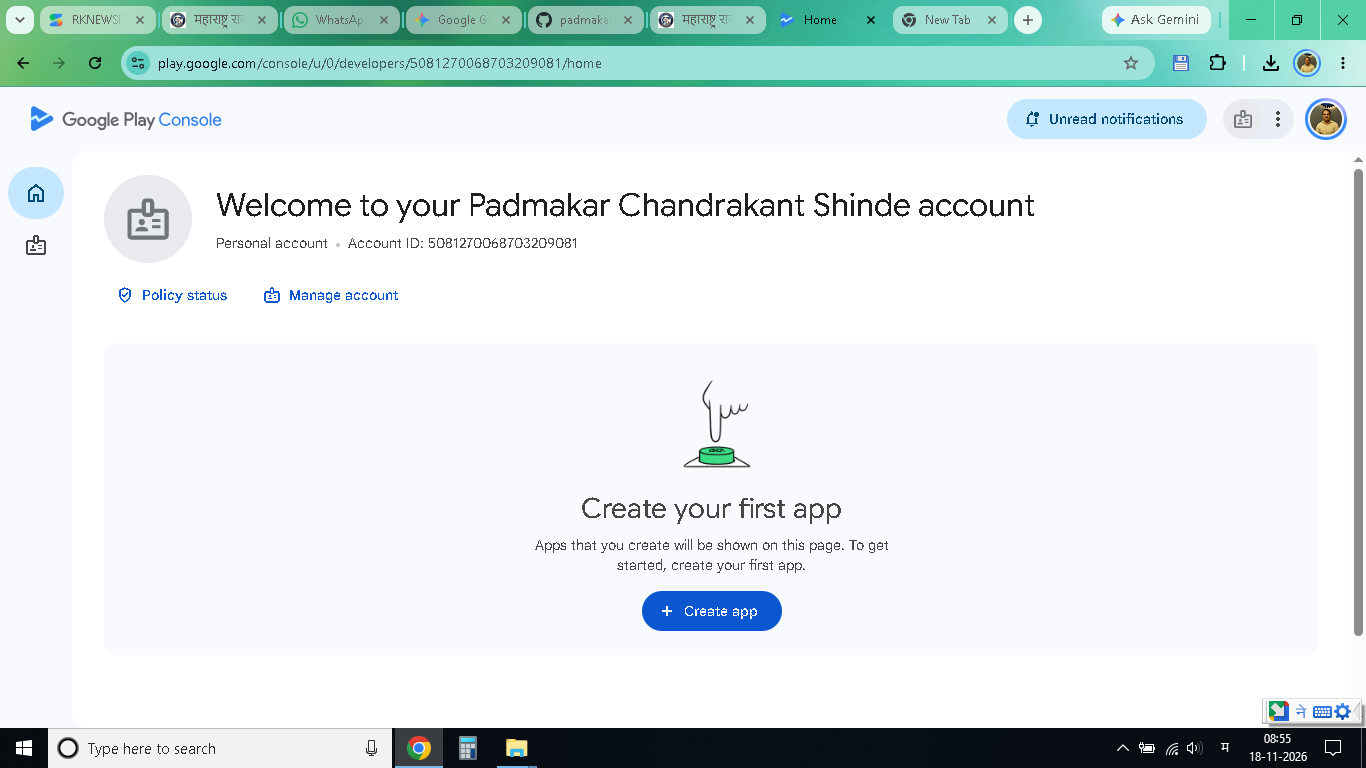 RKNEWS
महाराष्ट्र रा
WhatsApp
Google G
padmaka
महाराष्ट्र रा
Home
New Tab
Ask Gemini
play.google.com/console/u/0/developers/5081270068703209081/home
Google Play Console
Unread notifications
Welcome to your Padmakar Chandrakant Shinde account
Personal account • Account ID: 5081270068703209081
Policy status
Manage account
Create your first app
Apps that you create will be shown on this page. To get
started, create your first app.
+ Create app
Type here to search
म
08:55
18-11-2026